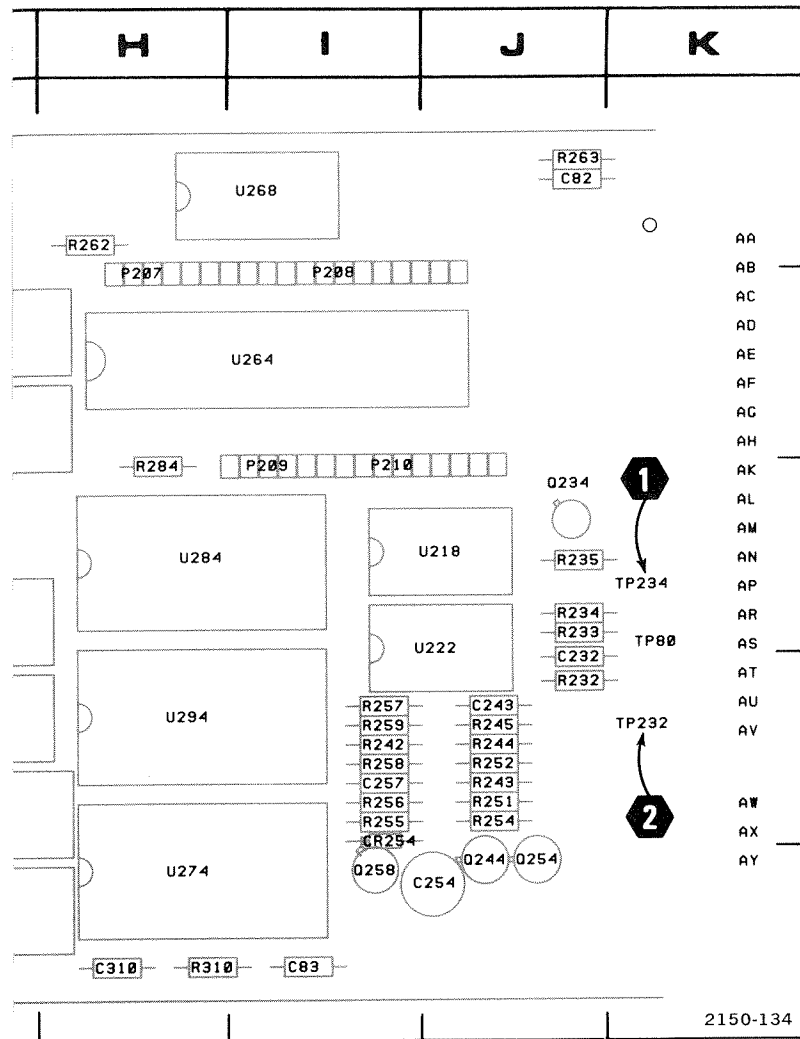 H I J K
R263
C82
U268
R262
AA
P207 P208
AB
AC
AD
U264
AE
AF
AG
AH
R284 P209 P210
AK
Q234
1
AL
AM
U284 U218
R235
AN
TP234
AP
R234
AR
R233
TP80
AS
U222
C232
AT
R232
R257 C243
AU
U294
R259 R245
TP232
AV
R242 R244
R258 R252
C257 R243
R256 R251
AW
R255 R254
2
CR254
AX
Q244 Q254
AY
U274 Q258
C254
C310 R310 C83
2150-134